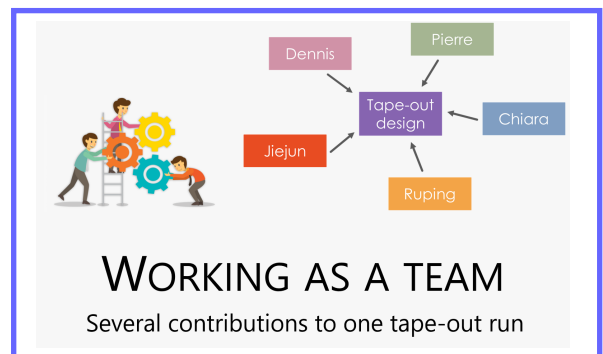 Dennis
Pierre
Tape-out
design
Chiara
Jiejun
Ruping
WORKING AS A TEAM
Several contributions to one tape-out run